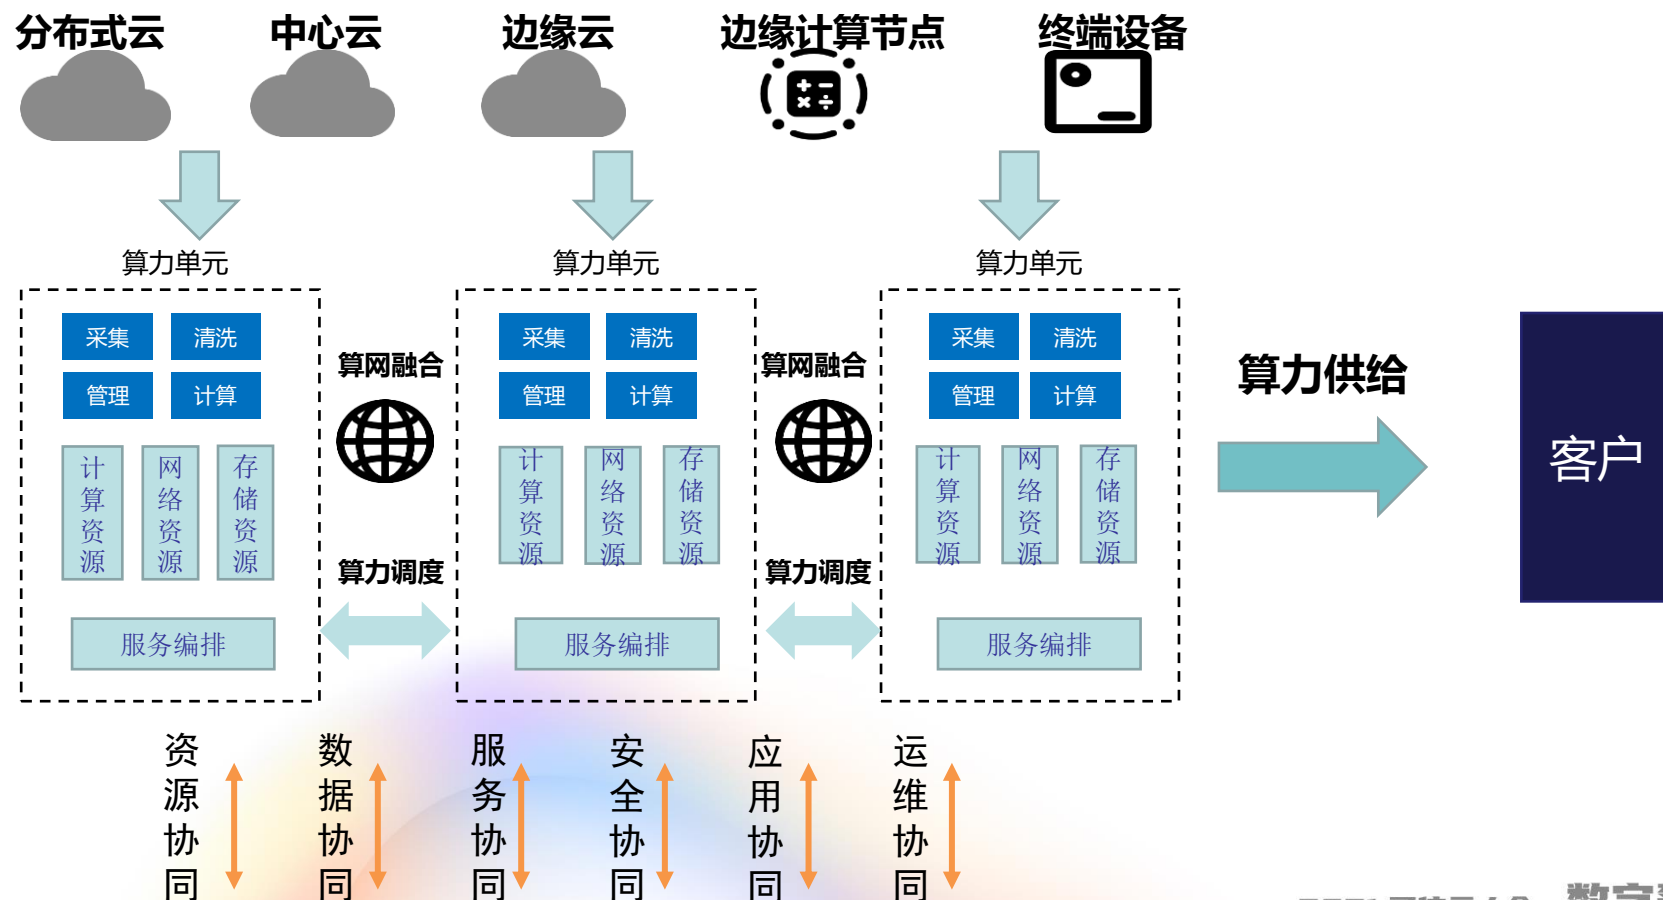 分布式云
中心云
边缘云
边缘计算节点
终端设备
算力单元
算力单元
算力单元
采集
清洗
管理
计算
计算资源
网络资源
存储资源
服务编排
算网融合
算力调度
采集
清洗
管理
计算
计算资源
网络资源
存储资源
服务编排
算网融合
算力调度
采集
清洗
管理
计算
计算资源
网络资源
存储资源
服务编排
算力供给
客户
资源协同
数据协同
服务协同
安全协同
应用协同
运维协同